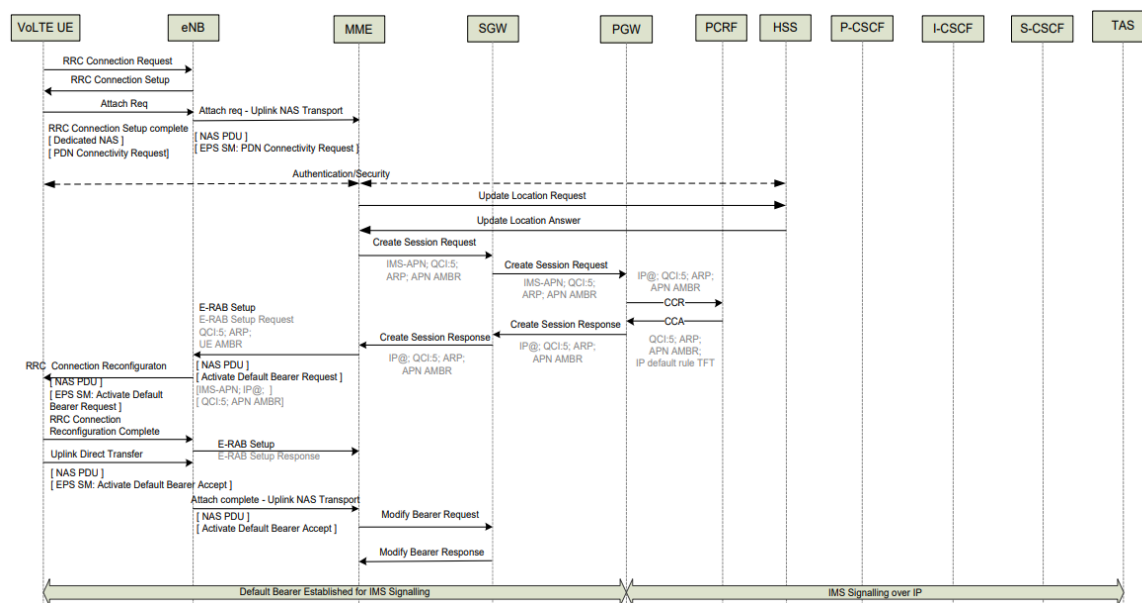 VoLTE UE
eNB
MME
SGW
PGW
PCRF
HSS
P-CSCF
I-CSCF
S-CSCF
TAS
RRC Connection Request
RRC Connection Setup
Attach Req
Attach req - Uplink NAS Transport
RRC Connection Setup complete
[ Dedicated NAS ]
[ PDN Connectivity Request]
[ NAS PDU ]
[ EPS SM: PDN Connectivity Request ]
Authentication/Security
Update Location Request
Update Location Answer
Create Session Request
IMS-APN; QCI:5;
ARP; APN AMBR
Create Session Request
IMS-APN; QCI:5;
ARP; APN AMBR
IP@; QCI:5; ARP;
APN AMBR
CCR
CCA
QCI:5; ARP;
APN AMBR;
IP default rule TFT
Create Session Response
IP@; QCI:5; ARP;
APN AMBR
Create Session Response
IP@; QCI:5; ARP;
APN AMBR
E-RAB Setup
E-RAB Setup Request
QCI:5; ARP;
UE AMBR
[ NAS PDU ]
[ Activate Default Bearer Request ]
[IMS-APN; IP@; ]
[ QCI:5; APN AMBR]
RRC Connection Reconfiguraton
[ NAS PDU ]
[ EPS SM: Activate Default
Bearer Request ]
RRC Connection
Reconfiguration Complete
E-RAB Setup
E-RAB Setup Response
Uplink Direct Transfer
[ NAS PDU ]
[ EPS SM: Activate Default Bearer Accept ]
Attach complete - Uplink NAS Transport
[ NAS PDU ]
[ Activate Default Bearer Accept ]
Modify Bearer Request
Modify Bearer Response
Default Bearer Established for IMS Signalling
IMS Signalling over IP